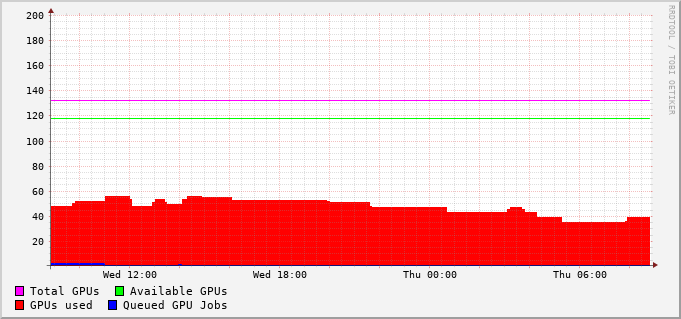 200
180
160
140
120
100
80
60
40
20
Wed 12:00 Wed 18:00 Thu 00:00 Thu 06:00
Total GPUs Available GPUs
GPUs used Queued GPU Jobs
RRDTOOL / TOBI OETIKER